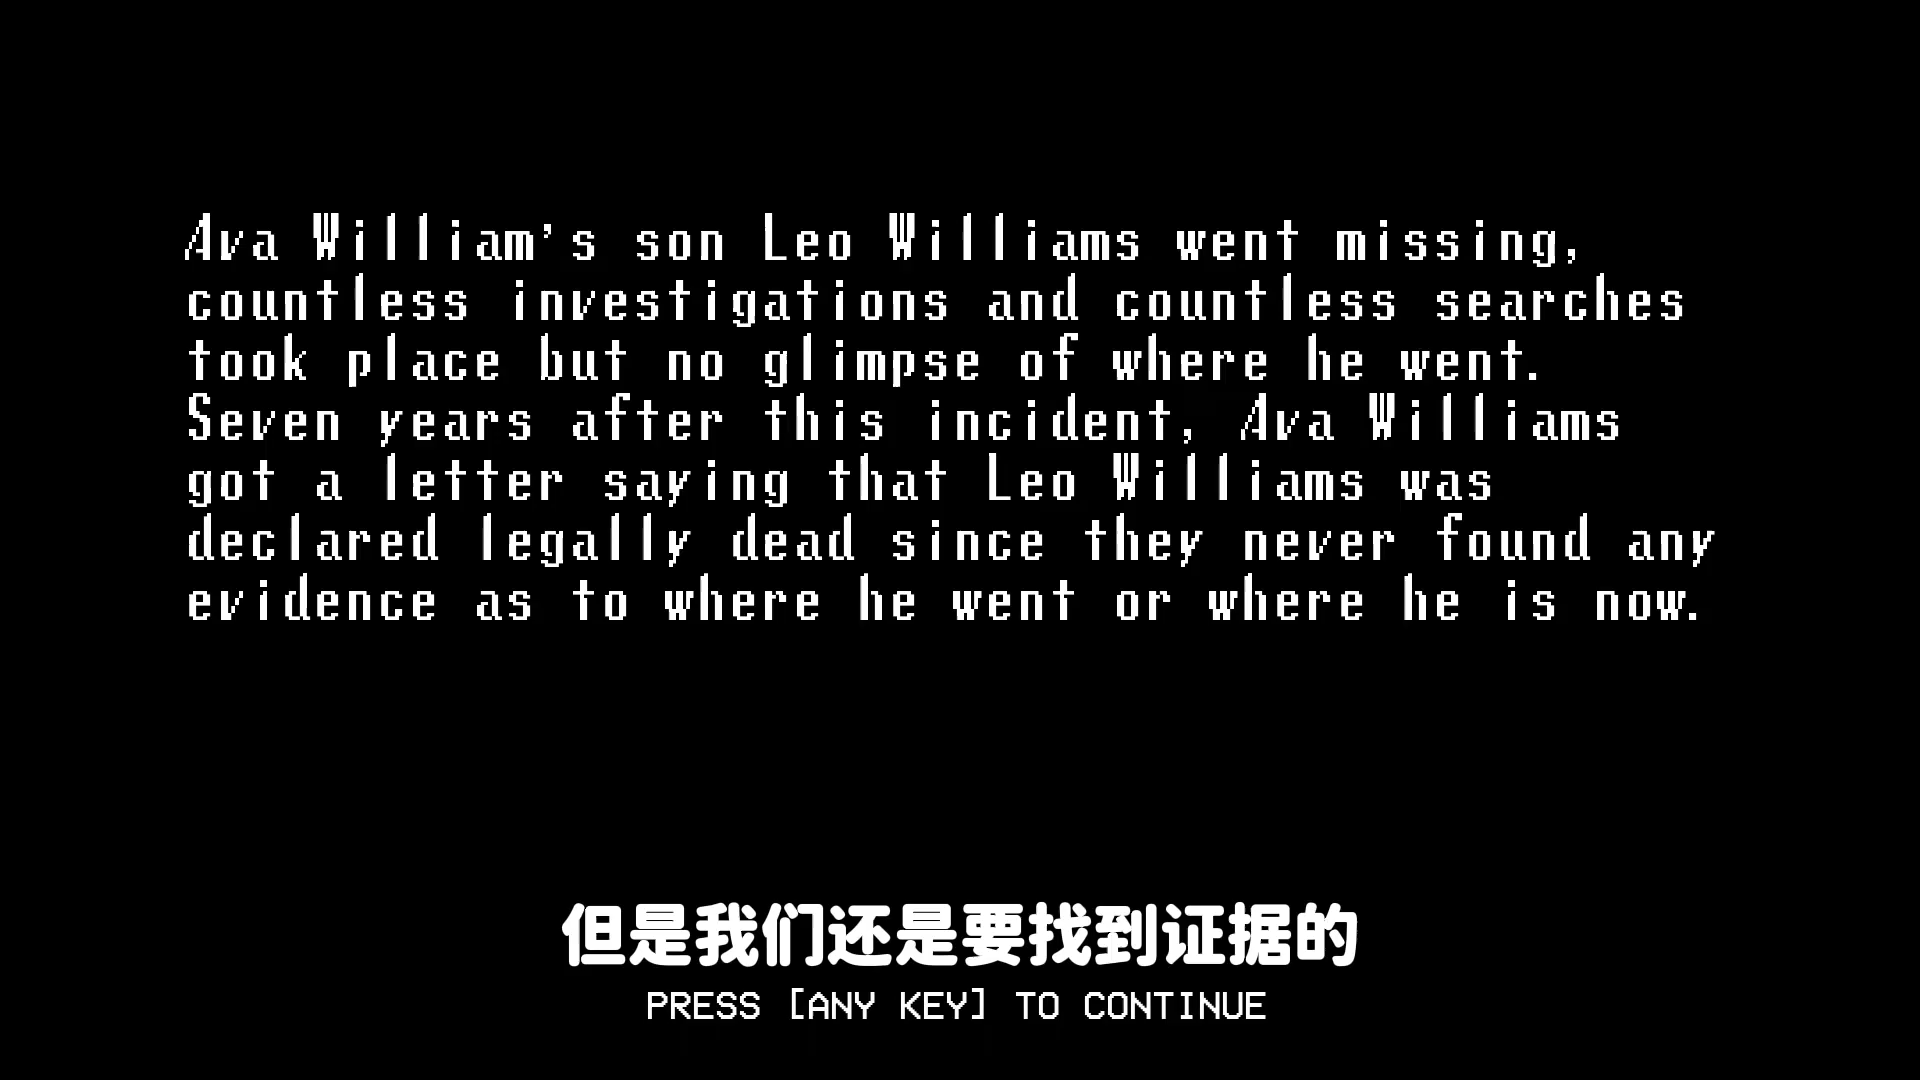 Ava William's son Leo Williams went missing,
countless investigations and countless searches
took place but no glimpse of where he went.
Seven years after this incident, Ava Williams
got a letter saying that Leo Williams was
declared legally dead since they never found any
evidence as to where he went or where he is now.
但是我们还是要找到证据的
PRESS [ANY KEY] TO CONTINUE